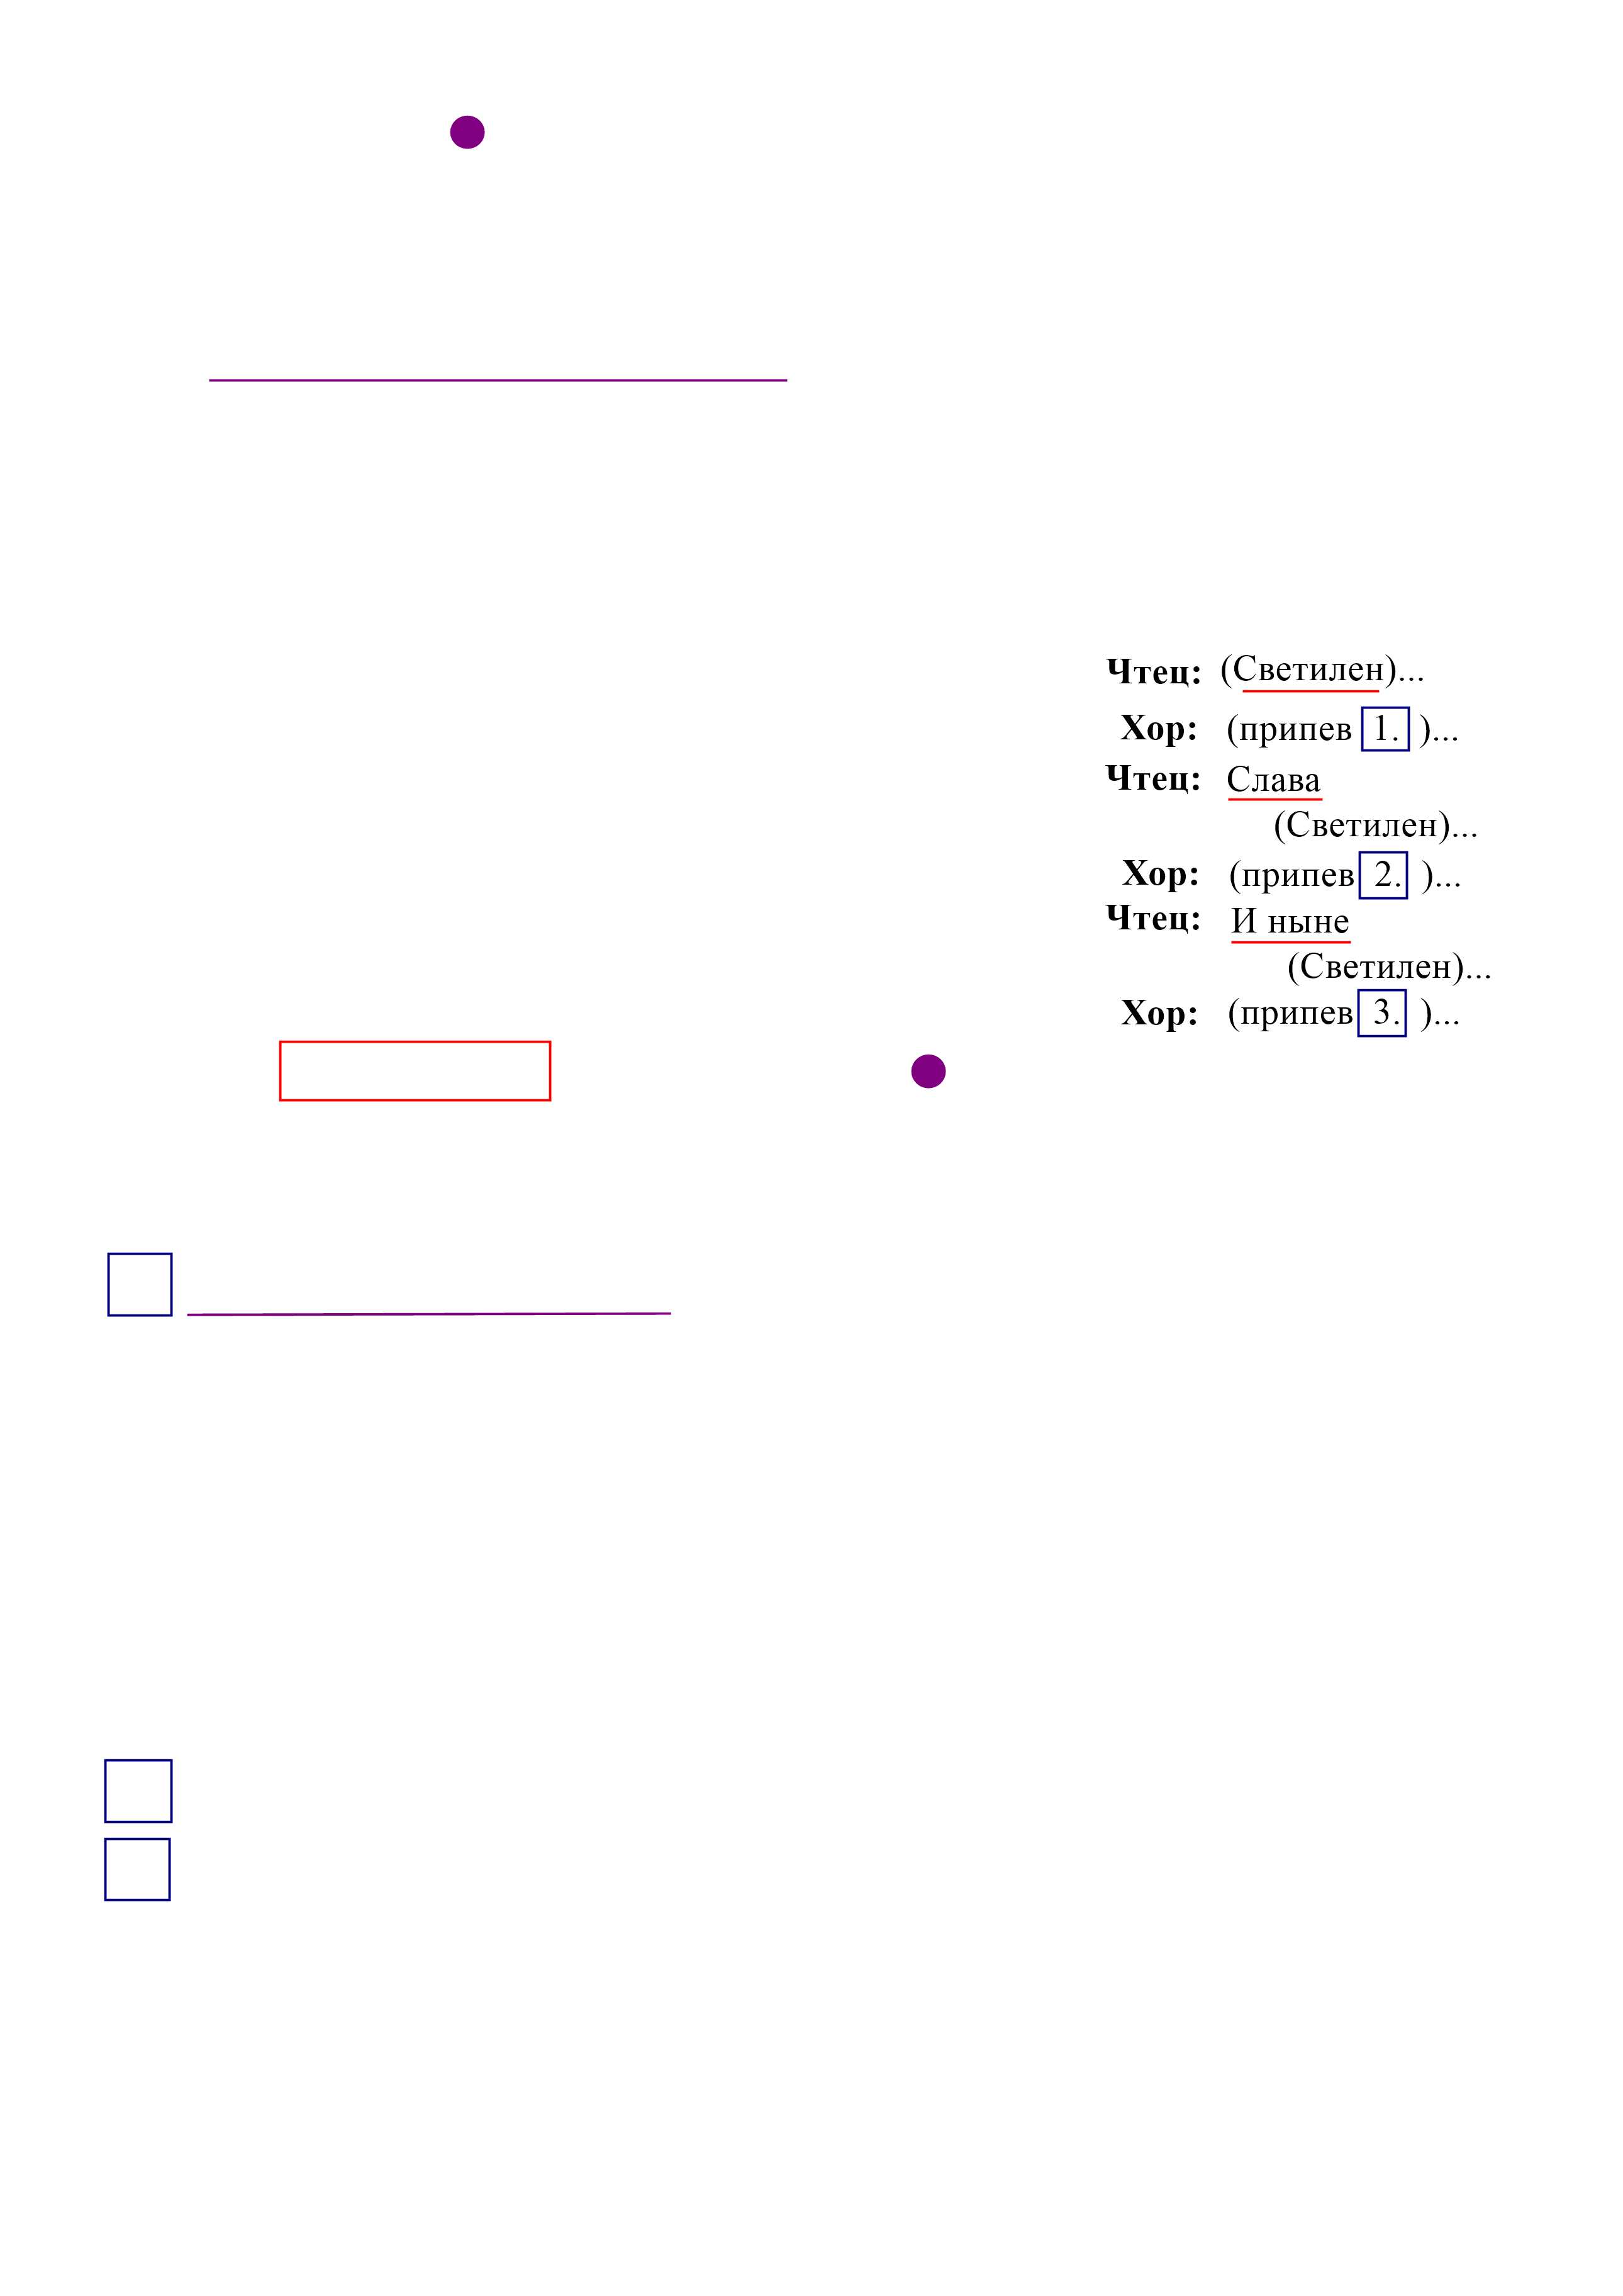 Чтец: (Светилен)...
Хор: (припев 1. )...
Чтец: Слава
(Светилен)...
Хор: (припев 2. )...
Чтец: И ныне
(Светилен)...
Хор: (припев 3. )...